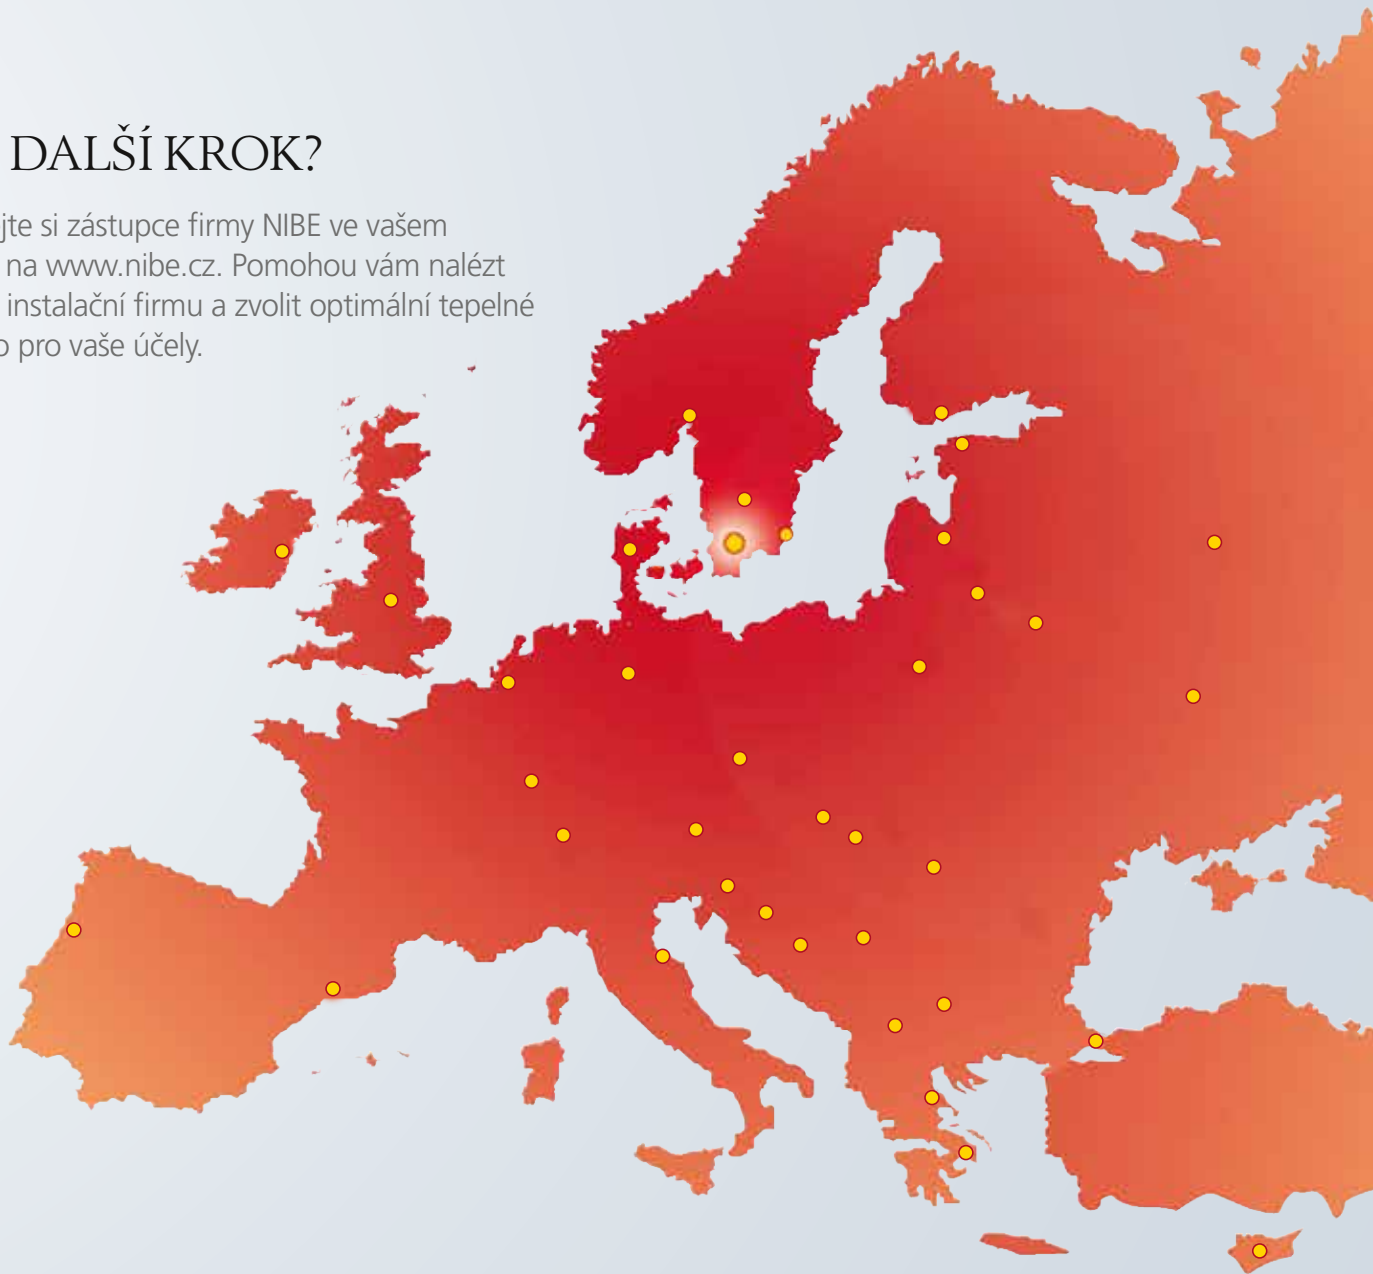 DALŠÍ KROK?
jte si zástupce firmy NIBE ve vašem
na www.nibe.cz. Pomohou vám nalézt
instalační firmu a zvolit optimální tepelné
o pro vaše účely.